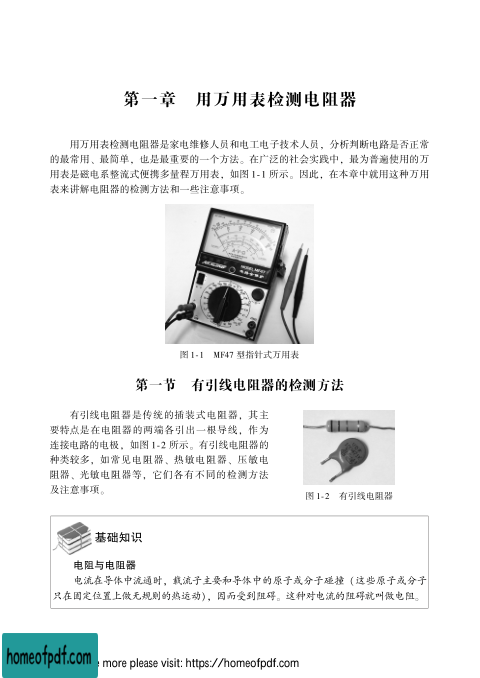 第一章 用万用表检测电阻器
用万用表检测电阻器是家电维修人员和电工电子技术人员，分析判断电路是否正常
的最常用、最简单，也是最重要的一个方法。在广泛的社会实践中，最为普遍使用的万
用表是磁电系整流式便携多量程万用表，如图 1-1 所示。因此，在本章中就用这种万用
表来讲解电阻器的检测方法和一些注意事项。
图 1-1 MF47 型指针式万用表
第一节 有引线电阻器的检测方法
有引线电阻器是传统的插装式电阻器，其主
要特点是在电阻器的两端各引出一根导线，作为
连接电路的电极，如图 1-2 所示。有引线电阻器的
种类较多，如常见电阻器、热敏电阻器、压敏电
阻器、光敏电阻器等，它们各有不同的检测方法
及注意事项。
图 1-2 有引线电阻器
基础知识
电阻与电阻器
电流在导体中流通时，载流子主要和导体中的原子或分子碰撞（这些原子或分子
只在固定位置上做无规则的热运动），因而受到阻碍。这种对电流的阻碍就叫做电阻。
homeofpdf.com
e more please visit: https://homeofpdf.com